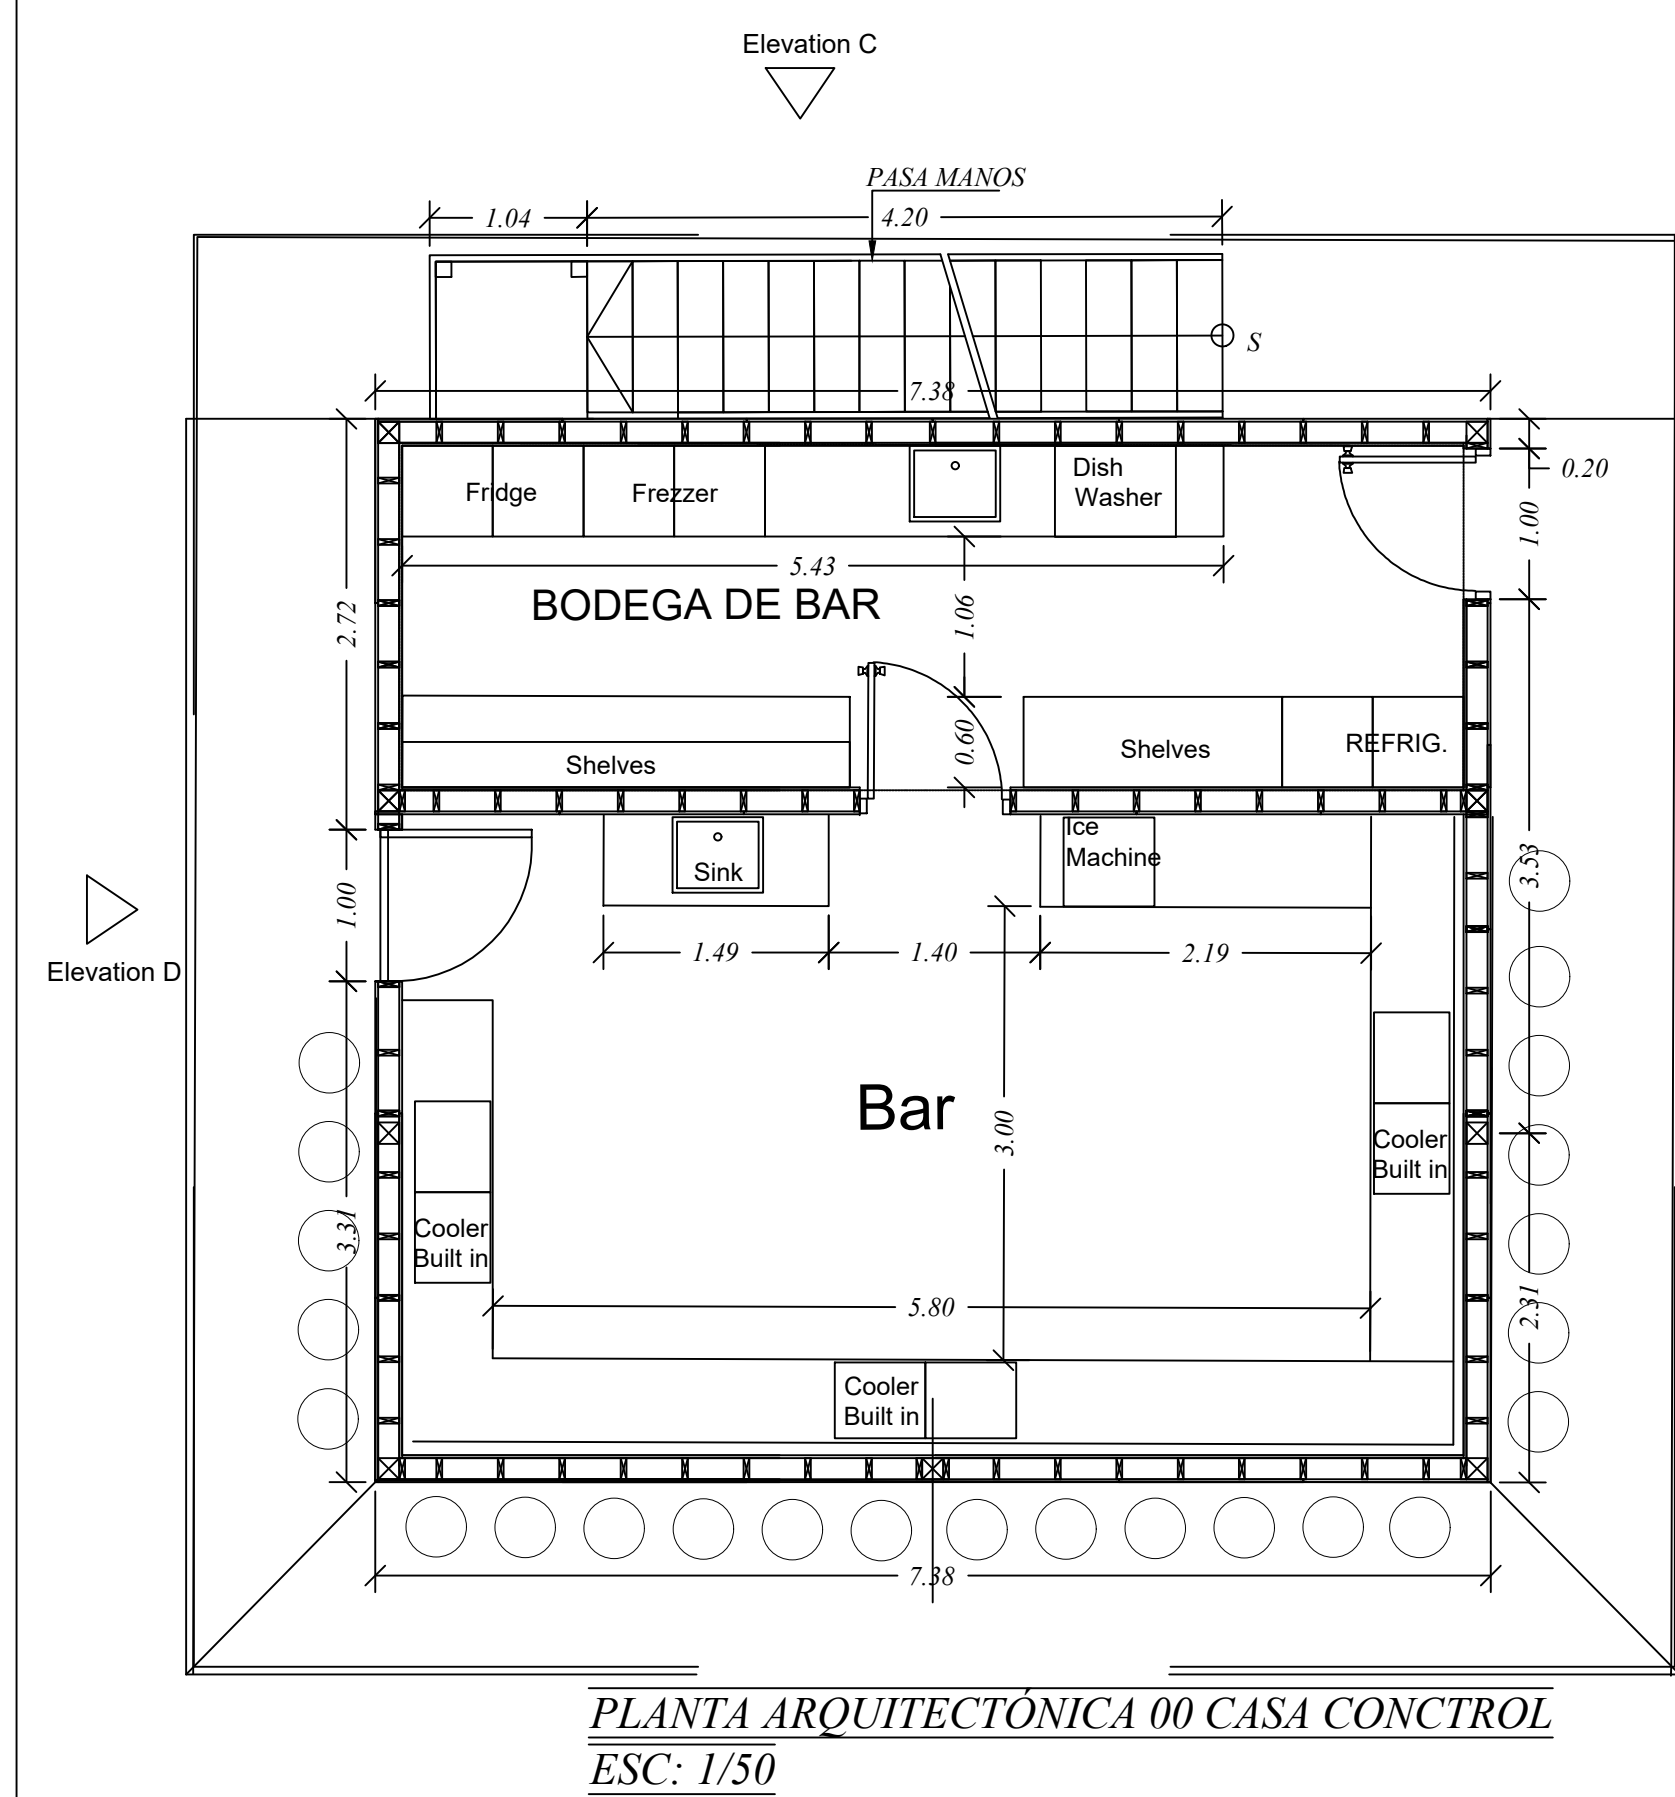 Elevation C
PASA MANOS
1.04
4.20
S
7.38
0.20
Fridge
Frezzer
Dish
Washer
1.00
5.43
BODEGA DE BAR
1.06
2.72
0.60
Shelves
Shelves
REFRIG.
Sink
Ice
Machine
3.53
1.00
Elevation D
1.49
1.40
2.19
Bar
3.00
Cooler
Built in
3.31
Cooler
Built in
5.80
2.31
Cooler
Built in
7.38
PLANTA ARQUITECTÓNICA 00 CASA CONCTROL
ESC: 1/50